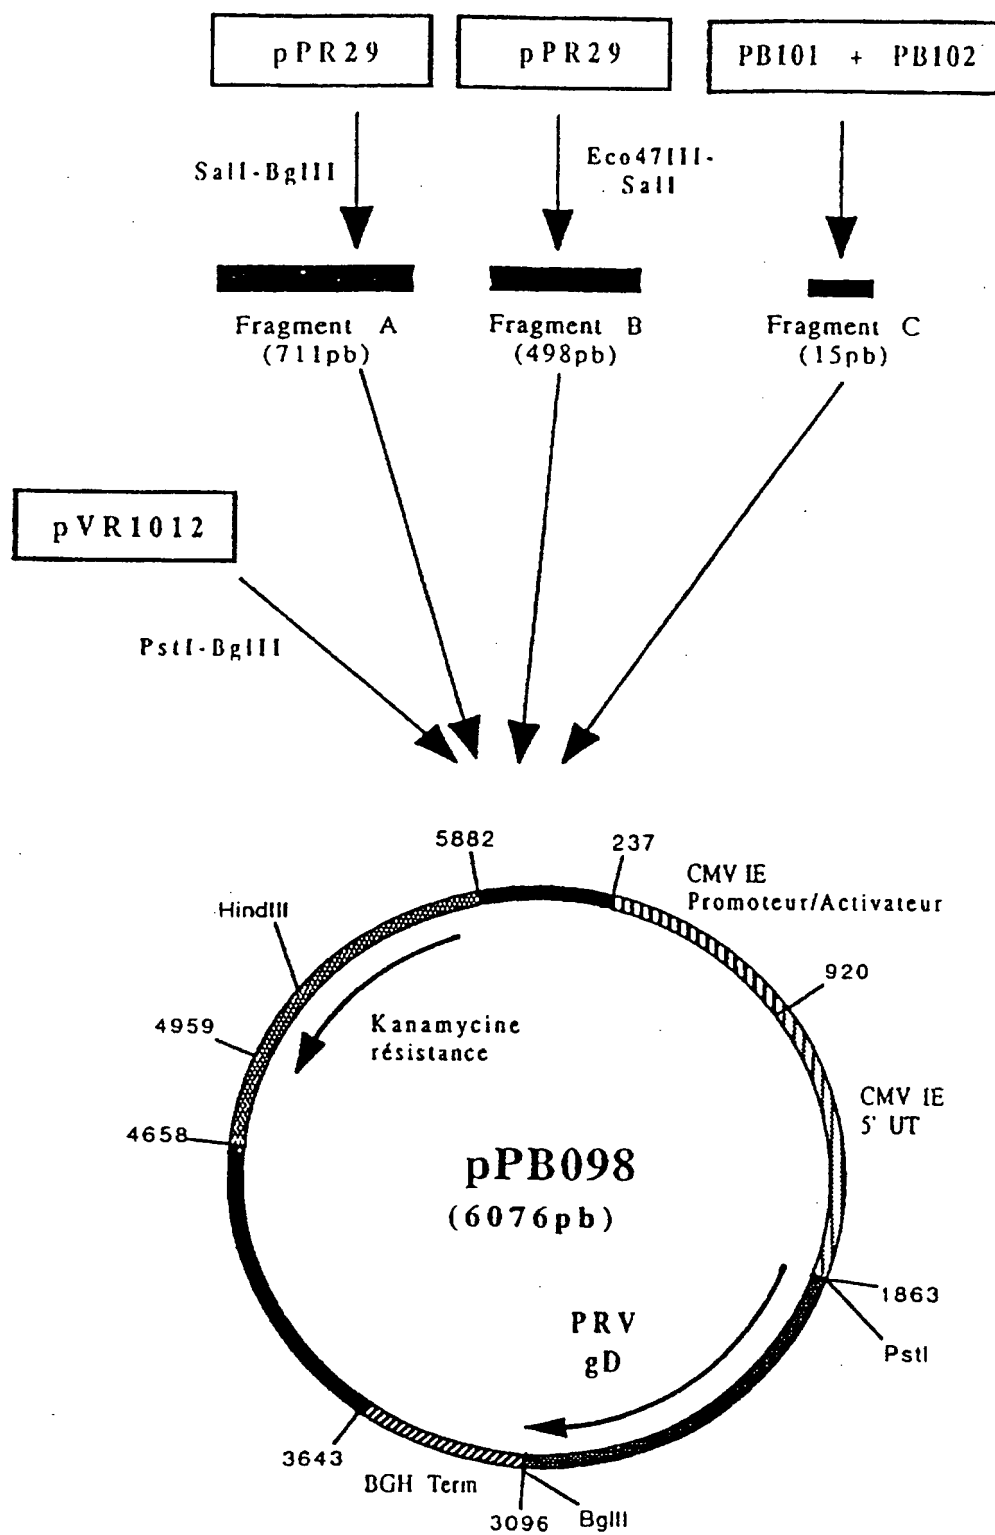 pPR29
pPR29
PB101 + PB102
SalI-BglII
Eco47III-
SalI
Fragment A
(711pb)
Fragment B
(498pb)
Fragment C
(15pb)
pVR1012
PstI-BglII
5882
237
CMV IE
Promoteur/Activateur
HindIII
920
4959
Kanamycine
résistance
CMV IE
5' UT
4658
pPB098
(6076pb)
1863
PstI
PRV
gD
3643
BGH Term
3096
BglII